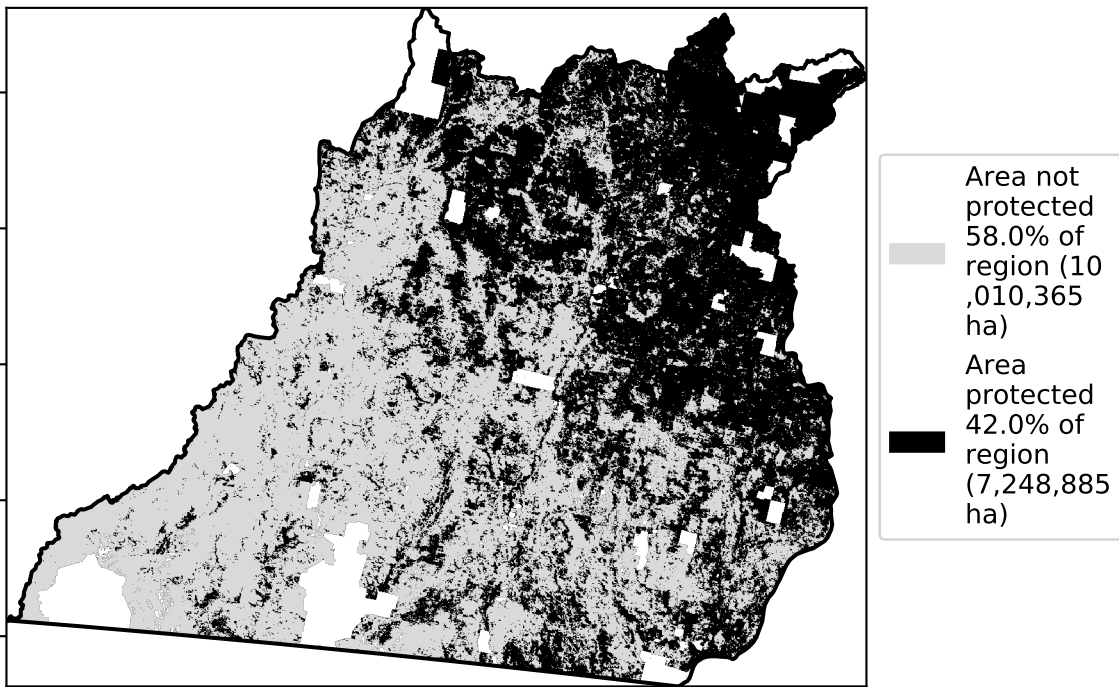 Area not
protected
58.0% of
region (10
,010,365
ha)
Area
protected
42.0% of
region
(7,248,885
ha)